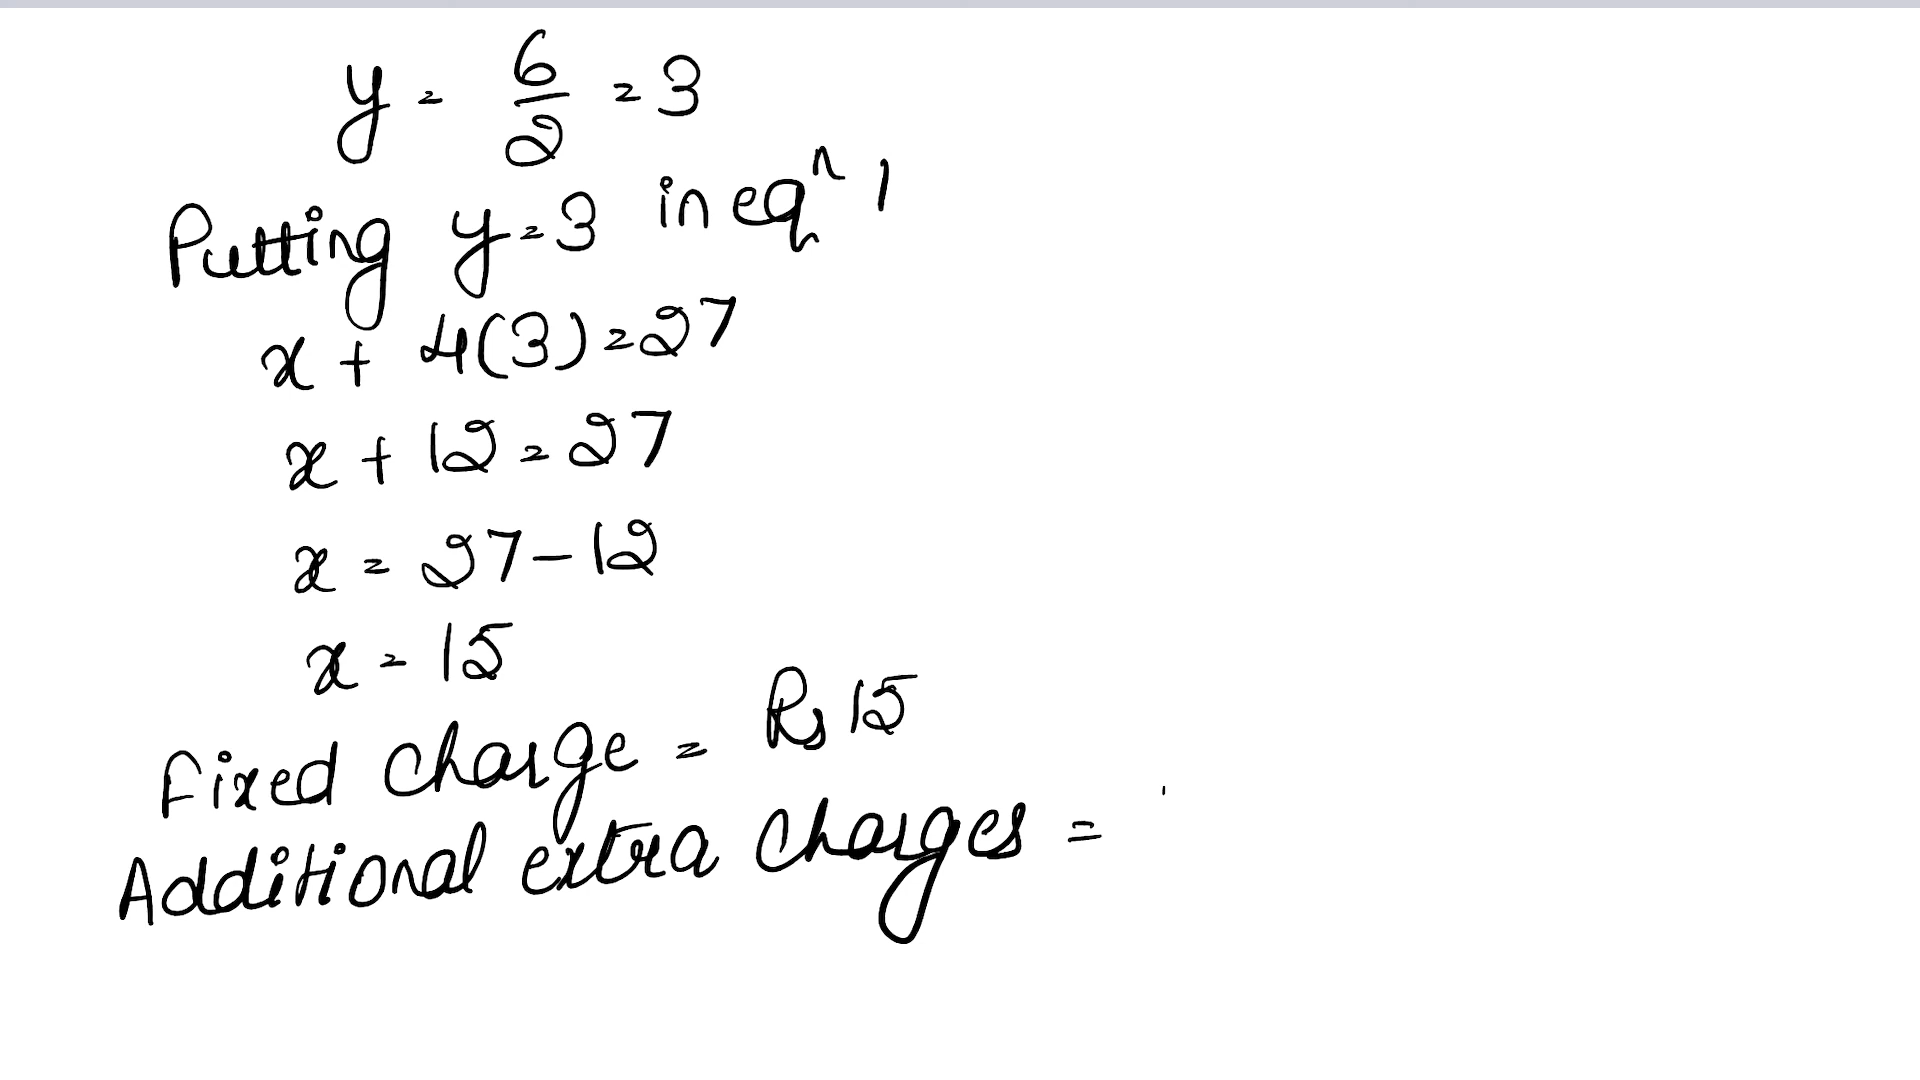 y = 6/2 = 3
Putting y = 3 in eqⁿ 1
x + 4(3) = 27
x + 12 = 27
x = 27 - 12
x = 15
Fixed charge = Rs 15
Additional extra charges =